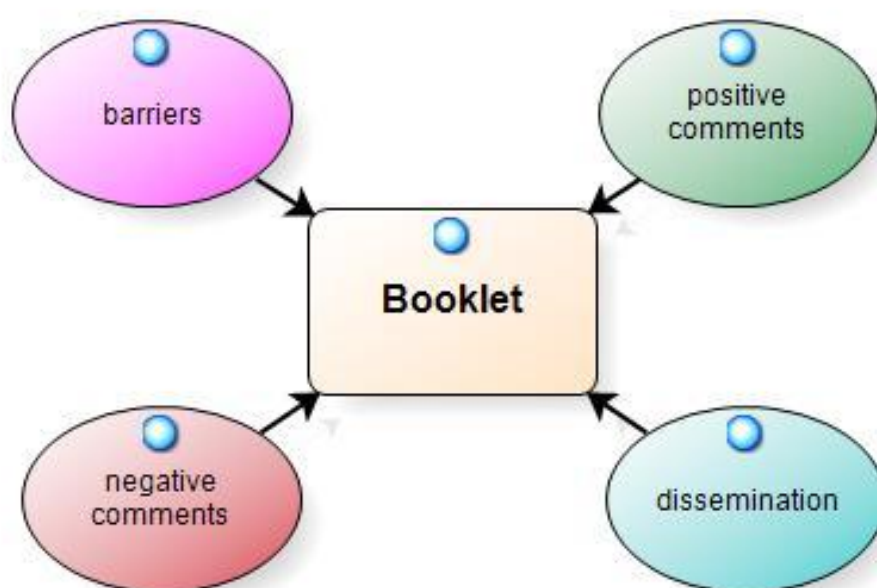 barriers
positive
comments
Booklet
negative
comments
dissemination